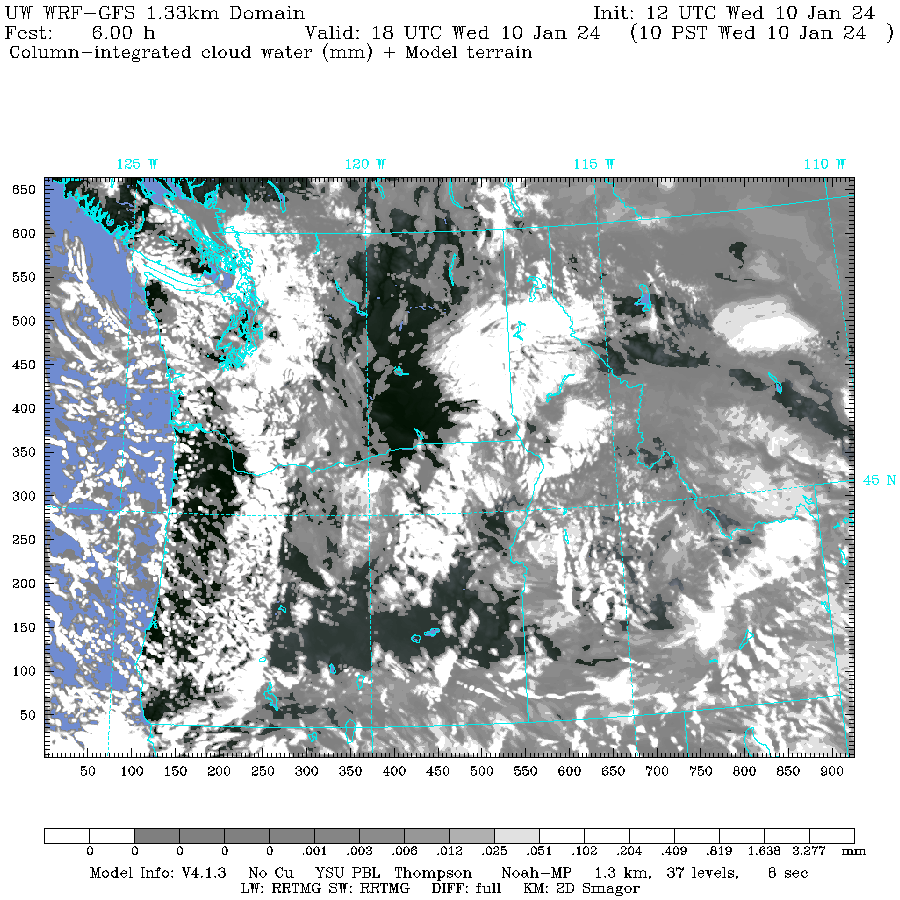 UW WRF-GFS 1.33km Domain Init: 12 UTC Wed 10 Jan 24
Fcst: 6.00 h Valid: 18 UTC Wed 10 Jan 24 (10 PST Wed 10 Jan 24 )
Column-integrated cloud water (mm) + Model terrain
125 W 120 W 115 W 110 W
650
600
550
500
450
400
350
45 N
300
250
200
150
100
50
50 100 150 200 250 300 350 400 450 500 550 600 650 700 750 800 850 900
0 0 0 0 0 .001 .003 .006 .012 .025 .051 .102 .204 .409 .819 1.638 3.277 mm
Model Info: V4.1.3 No Cu YSU PBL Thompson Noah-MP 1.3 km, 37 levels, 8 sec
LW: RRTMG SW: RRTMG DIFF: full KM: 2D Smagor